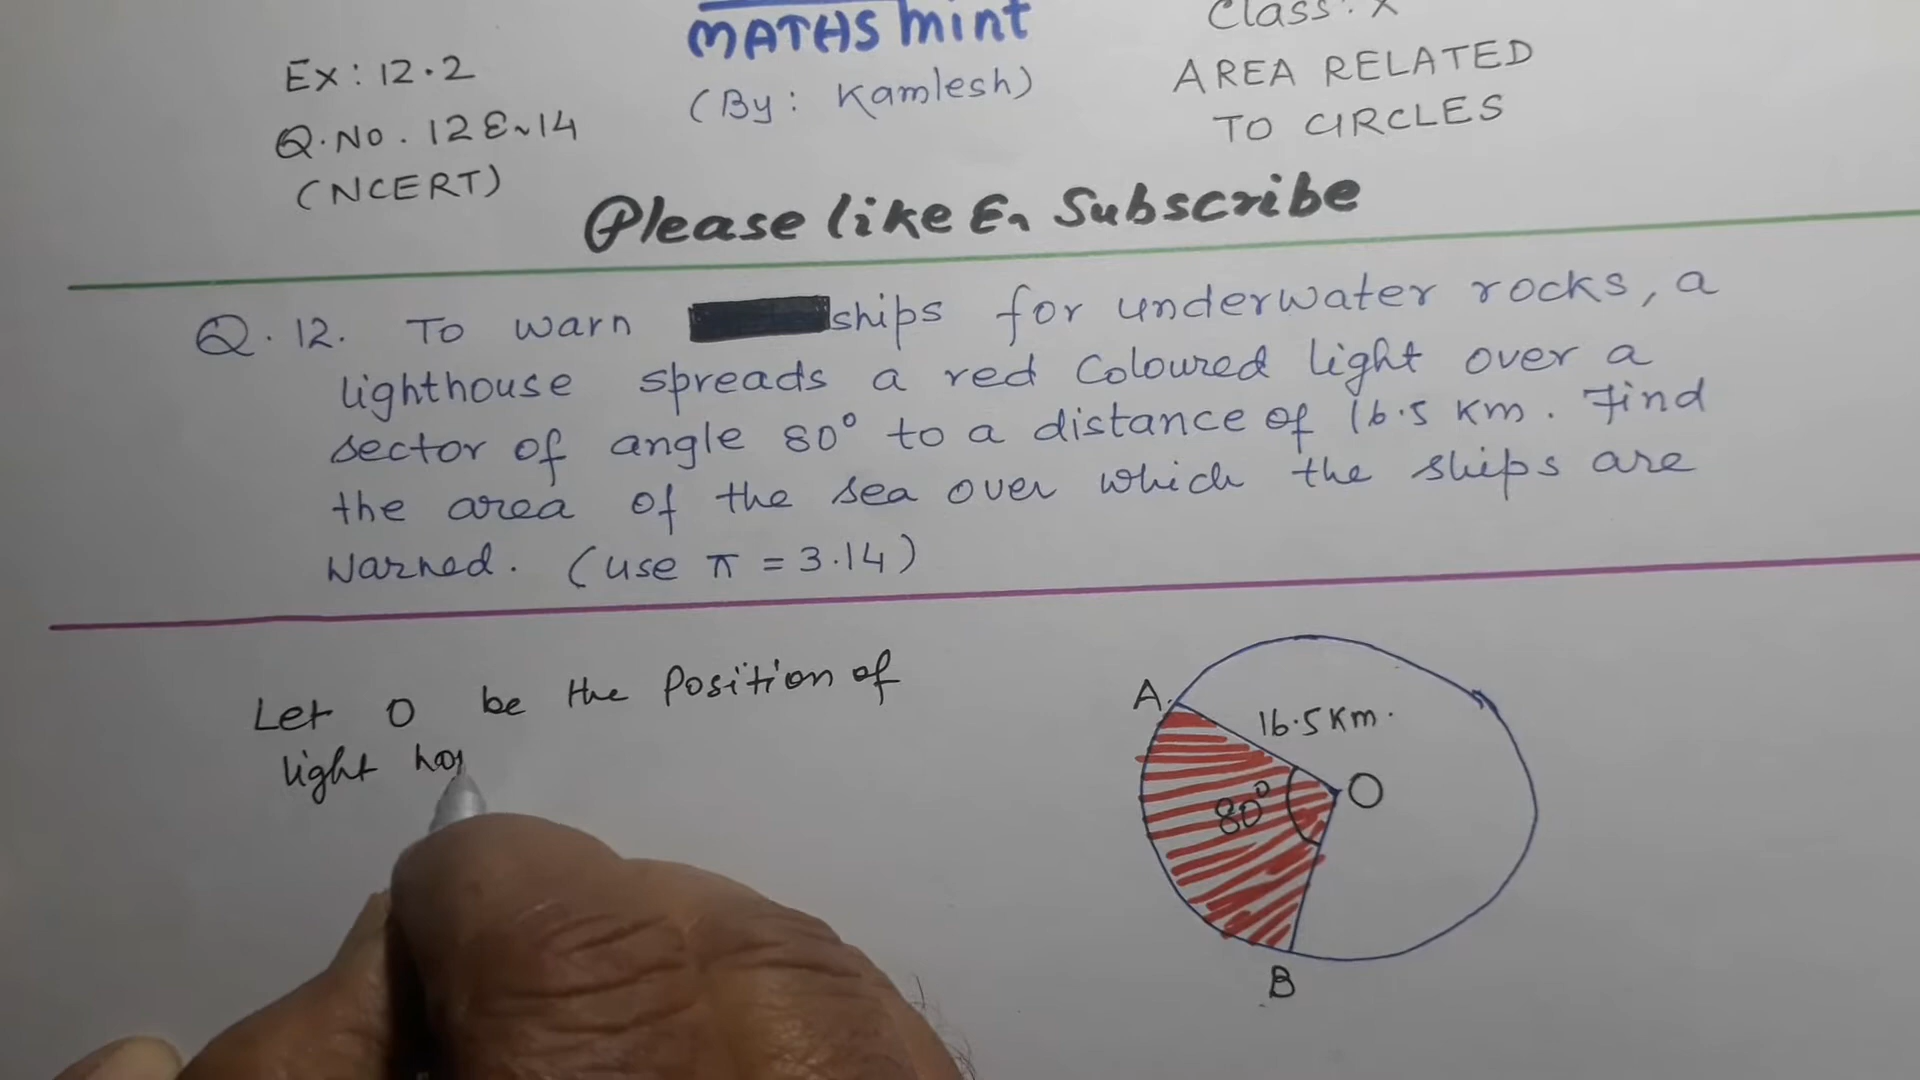 MATHS mint
(By: Kamlesh)
Ex: 12.2
Q.No. 12 & 14
(NCERT)
Class: X
AREA RELATED
TO CIRCLES
Please like & Subscribe
Q. 12. To warn ships for underwater rocks, a
lighthouse spreads a red coloured light over a
sector of angle 80° to a distance of 16.5 km. Find
the area of the sea over which the ships are
warned. (use π = 3.14)
Let O be the Position of
light hou
A.
16.5 Km.
80°
O
B